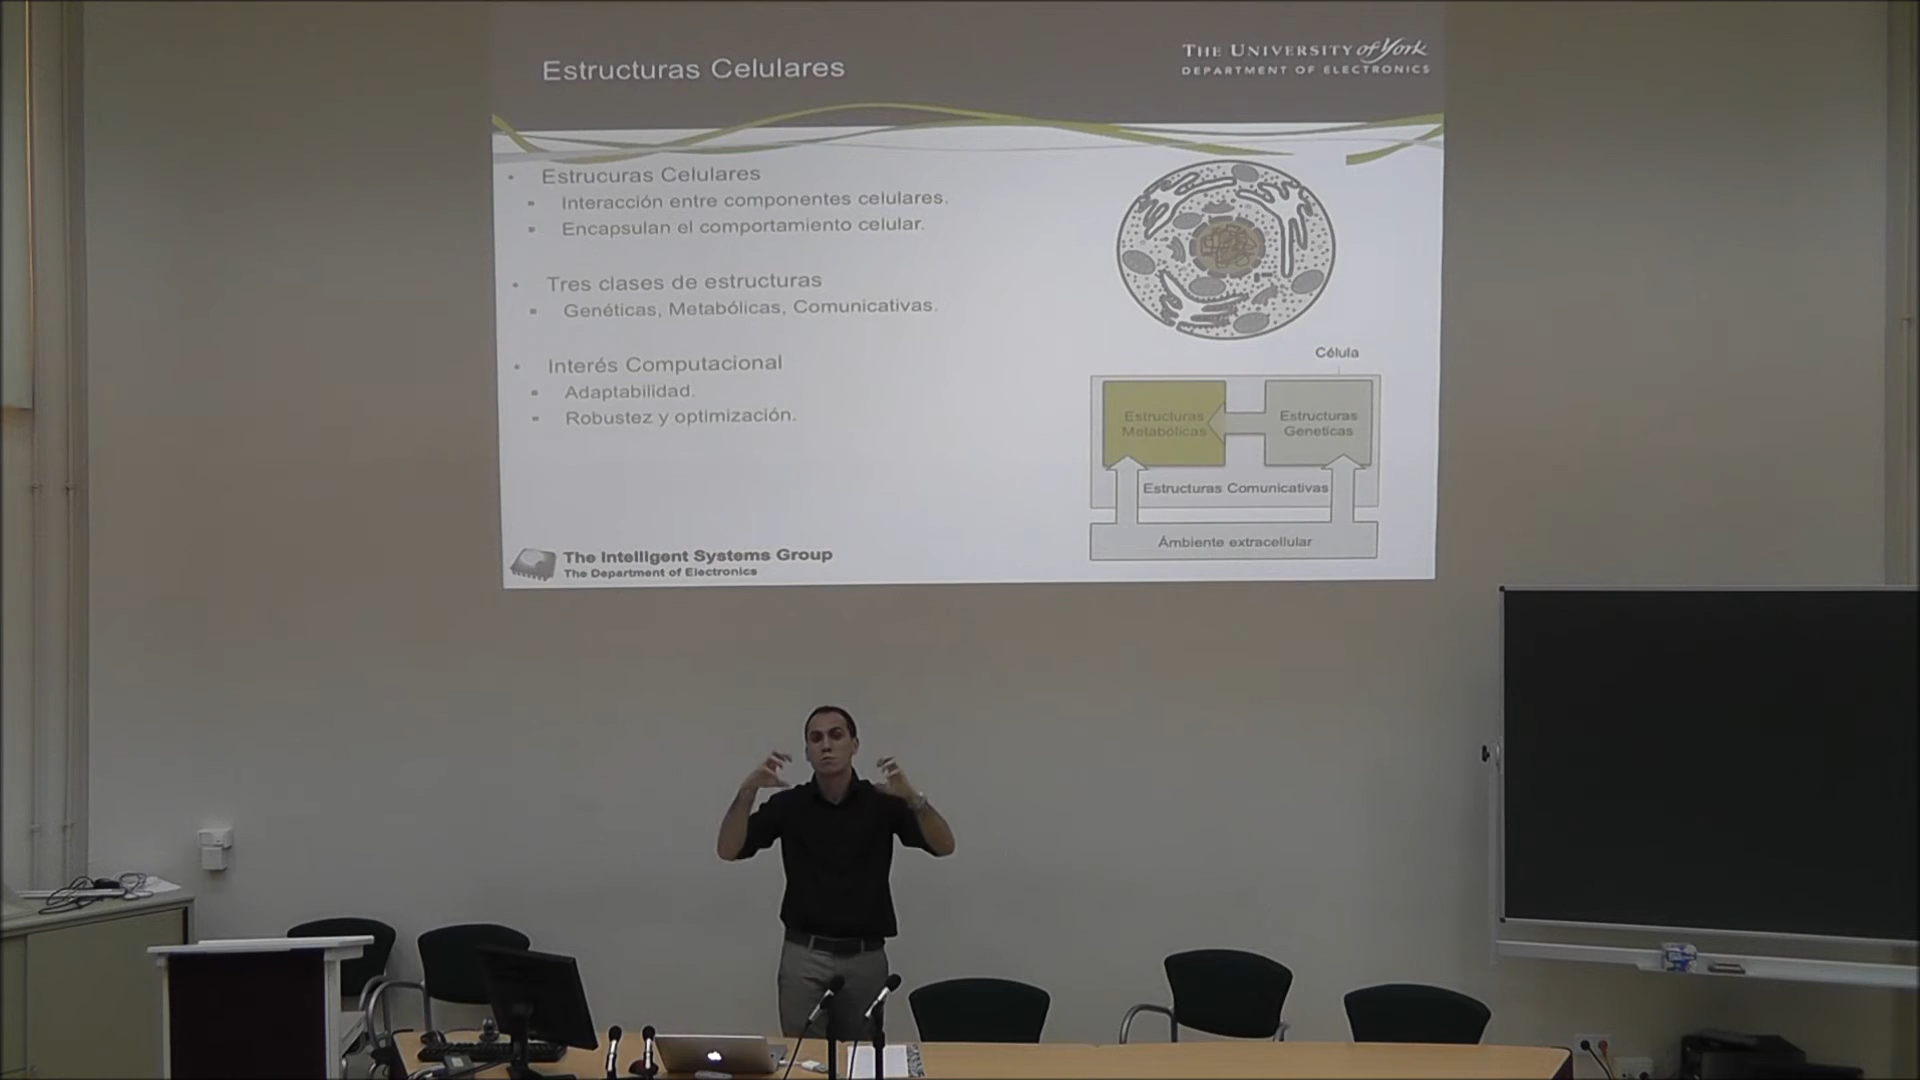 Estructuras Celulares
THE UNIVERSITY of York
DEPARTMENT OF ELECTRONICS
• Estrucuras Celulares
▪ Interacción entre componentes celulares.
▪ Encapsulan el comportamiento celular.
• Tres clases de estructuras
▪ Genéticas, Metabólicas, Comunicativas.
• Interés Computacional
▪ Adaptabilidad.
▪ Robustez y optimización.
Célula
Estructuras
Metabólicas
Estructuras
Geneticas
Estructuras Comunicativas
Ámbiente extracellular
The Intelligent Systems Group
The Department of Electronics